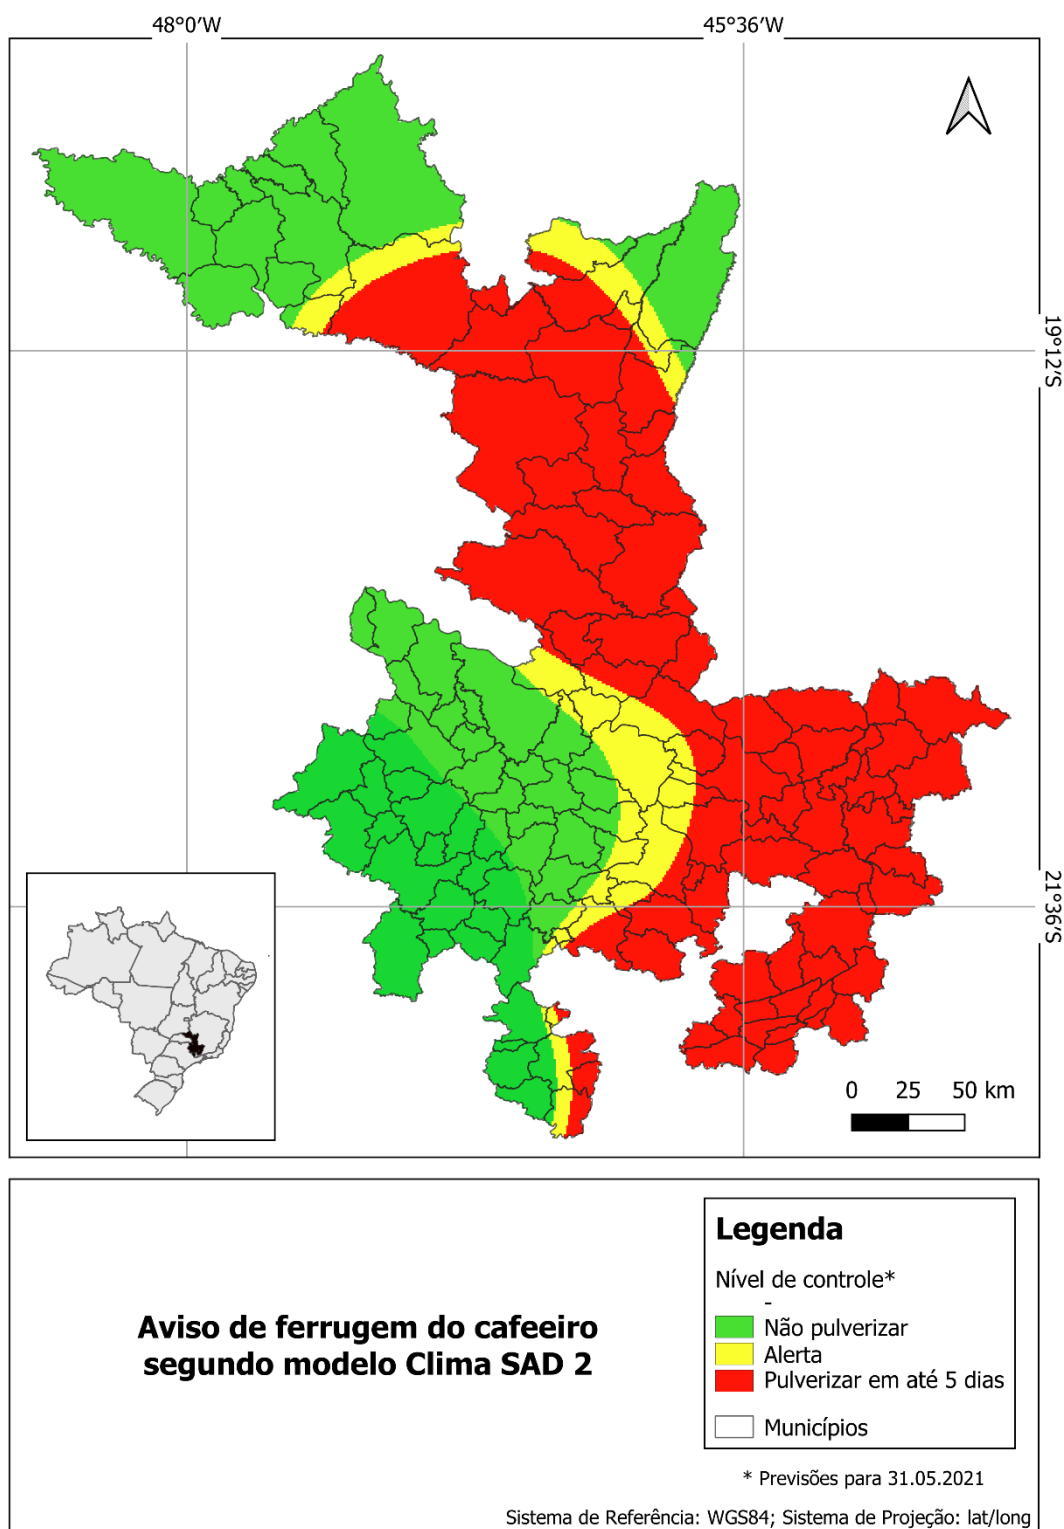 48°0'W
45°36'W
19°12'S
21°36'S
0 25 50 km
Aviso de ferrugem do cafeeiro
segundo modelo Clima SAD 2
Legenda
Nível de controle*
-
Não pulverizar
Alerta
Pulverizar em até 5 dias
Municípios
* Previsões para 31.05.2021
Sistema de Referência: WGS84; Sistema de Projeção: lat/long